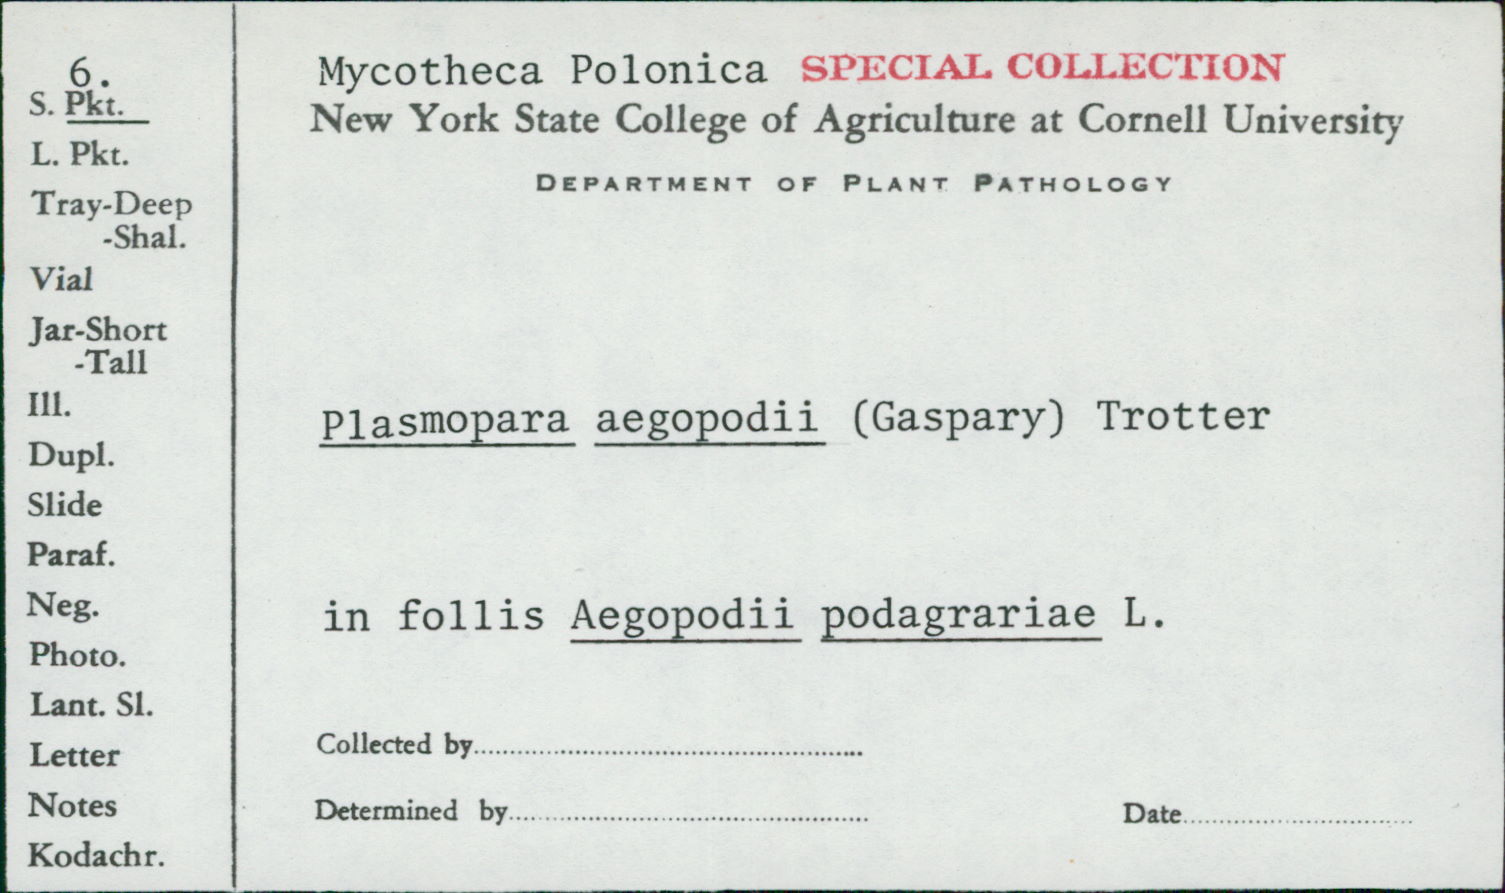 6.
S. Pkt.
L. Pkt.
Tray-Deep
-Shal.
Vial
Jar-Short
-Tall
Ill.
Dupl.
Slide
Paraf.
Neg.
Photo.
Lant. Sl.
Letter
Notes
Kodachr.
Mycotheca Polonica SPECIAL COLLECTION
New York State College of Agriculture at Cornell University
DEPARTMENT OF PLANT PATHOLOGY
Plasmopara aegopodii (Gaspary) Trotter
in follis Aegopodii podagrariae L.
Collected by
Determined by Date